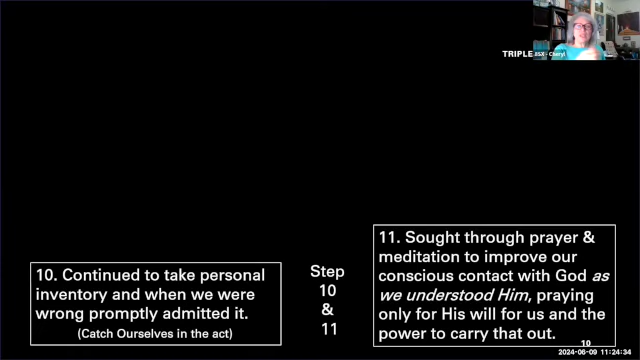 TRIPLE
IISX - Cheryl
10. Continued to take personal
inventory and when we were
wrong promptly admitted it.
(Catch Ourselves in the act)
Step
10
&
11
11. Sought through prayer &
meditation to improve our
conscious contact with God as
we understood Him, praying
only for His will for us and the
power to carry that out.
10
2024-06-09 11:24:34